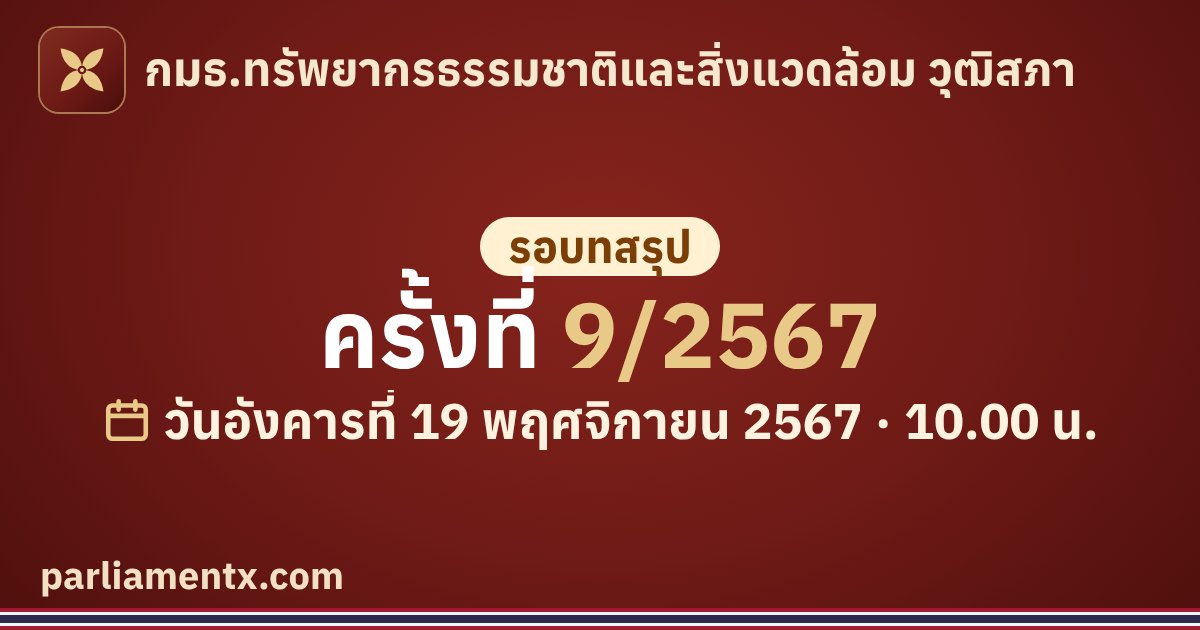 กมธ.ทรัพยากรธรรมชาติและสิ่งแวดล้อม วุฒิสภา
รอบทสรุป
ครั้งที่ 9/2567
วันอังคารที่ 19 พฤศจิกายน 2567 · 10.00 น.
parliamentx.com